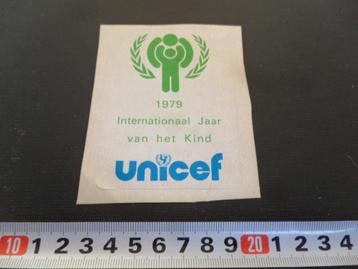 1979
Internationaal Jaar
van het Kind
unicef
10 1 2 3 4 5 6 7 8 9 20 1 2 3 4